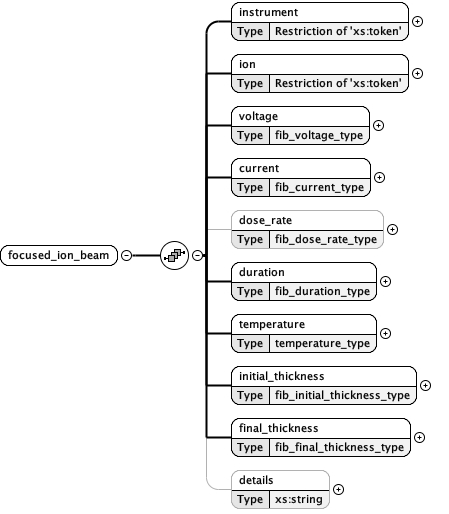 instrument
Type Restriction of 'xs:token'
ion
Type Restriction of 'xs:token'
voltage
Type fib_voltage_type
current
Type fib_current_type
dose_rate
Type fib_dose_rate_type
focused_ion_beam
duration
Type fib_duration_type
temperature
Type temperature_type
initial_thickness
Type fib_initial_thickness_type
final_thickness
Type fib_final_thickness_type
details
Type xs:string